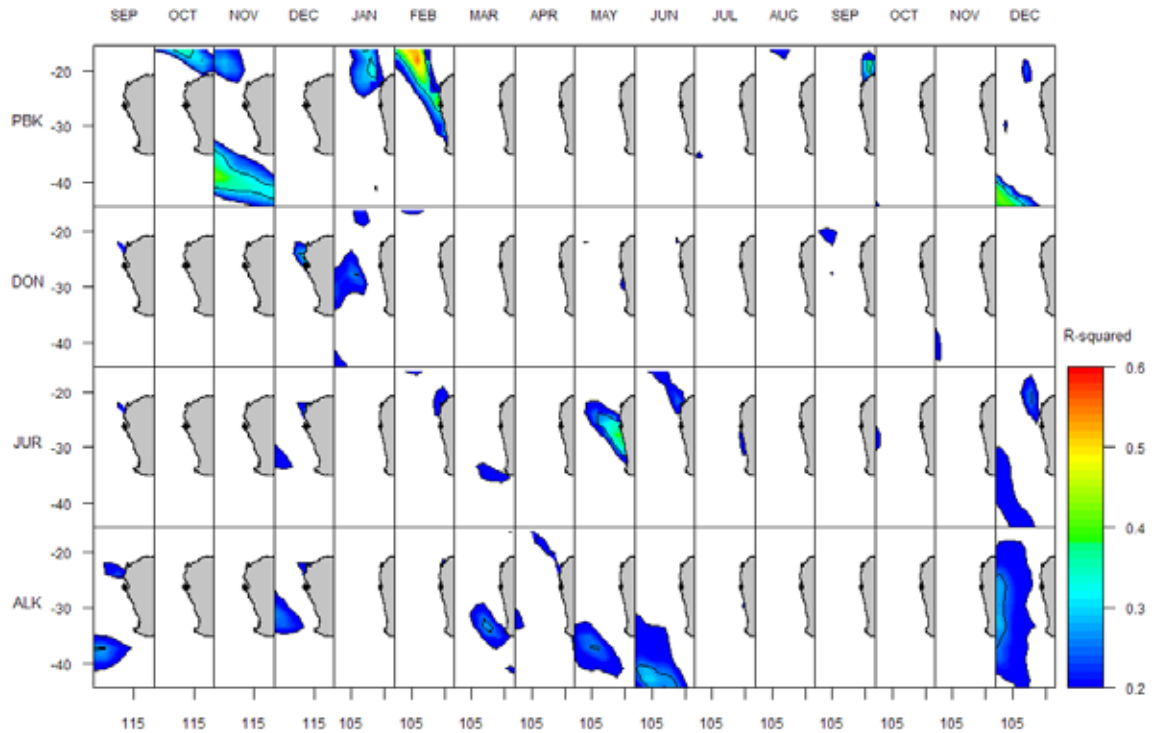 SEP OCT NOV DEC JAN FEB MAR APR MAY JUN JUL AUG SEP OCT NOV DEC
PBK
-20
-30
-40
DON
-20
-30
-40
JUR
-20
-30
-40
ALK
-20
-30
-40
R-squared
0.6
0.5
0.4
0.3
0.2
115 115 115 115 105 105 105 105 105 105 105 105 105 105 105 105